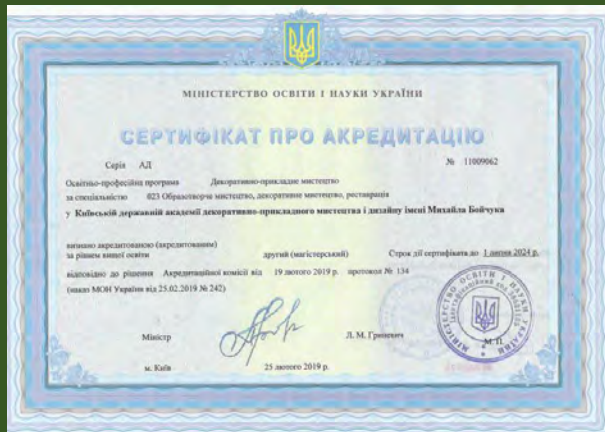 МІНІСТЕРСТВО ОСВІТИ І НАУКИ УКРАЇНИ
СЕРТИФІКАТ ПРО АКРЕДИТАЦІЮ
Серія АД № 11009062
Освітньо-професійна програма Декоративно-прикладне мистецтво
за спеціальністю 023 Образотворче мистецтво, декоративне мистецтво, реставрація
у Київській державній академії декоративно-прикладного мистецтва і дизайну імені Михайла Бойчука
визнано акредитованою (акредитованим)
за рівнем вищої освіти другий (магістерський) Строк дії сертифіката до 1 липня 2024 р.
відповідно до рішення Акредитаційної комісії від 19 лютого 2019 р. протокол № 134
(наказ МОН України від 25.02.2019 № 242)
Міністр Л. М. Гриневич
М.П.
м. Київ 25 лютого 2019 р.
МІНІСТЕРСТВО ОСВІТИ І НАУКИ УКРАЇНИ